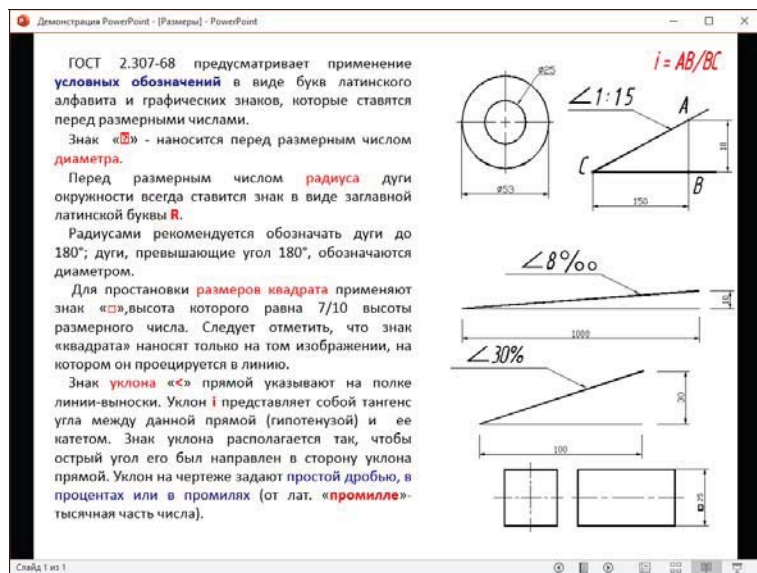 Демонстрация PowerPoint - [Размеры] - PowerPoint
ГОСТ 2.307-68 предусматривает применение
условных обозначений в виде букв латинского
алфавита и графических знаков, которые ставятся
перед размерными числами.
Знак «⍰» - наносится перед размерным числом
диаметра.
Перед размерным числом радиуса дуги
окружности всегда ставится знак в виде заглавной
латинской буквы R.
Радиусами рекомендуется обозначать дуги до
180°; дуги, превышающие угол 180°, обозначаются
диаметром.
Для простановки размеров квадрата применяют
знак «□»,высота которого равна 7/10 высоты
размерного числа. Следует отметить, что знак
«квадрата» наносят только на том изображении, на
котором он проецируется в линию.
Знак уклона «<» прямой указывают на полке
линии-выноски. Уклон i представляет собой тангенс
угла между данной прямой (гипотенузой) и ее
катетом. Знак уклона располагается так, чтобы
острый угол его был направлен в сторону уклона
прямой. Уклон на чертеже задают простой дробью, в
процентах или в промилях (от лат. «промилле»-
тысячная часть числа).
i = AB/BC
⌀25
∠1:15
A
10
C
B
150
⌀53
∠8‰
10
1000
∠30%
30
100
□25
Слайд 1 из 1